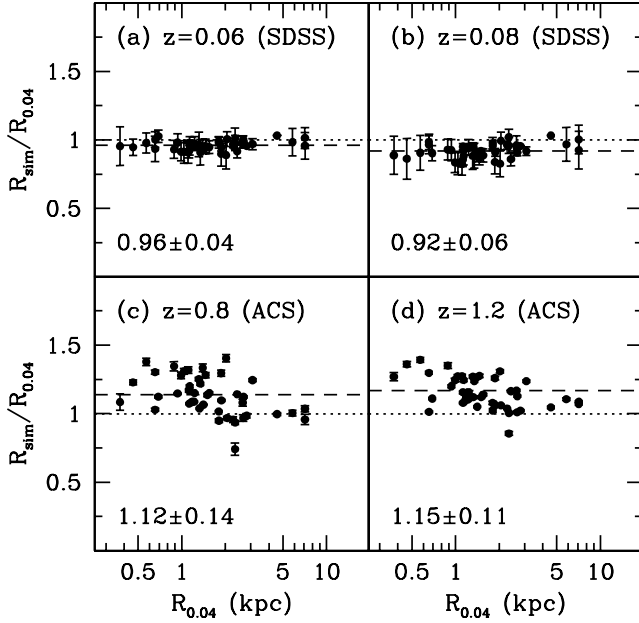 (a) z=0.06 (SDSS)
(b) z=0.08 (SDSS)
1.5
1
0.5
R_sim/R_0.04
0.96±0.04
0.92±0.06
(c) z=0.8 (ACS)
(d) z=1.2 (ACS)
1.5
1
0.5
R_sim/R_0.04
1.12±0.14
1.15±0.11
0.5 1 5 10
0.5 1 5 10
R_0.04 (kpc)
R_0.04 (kpc)